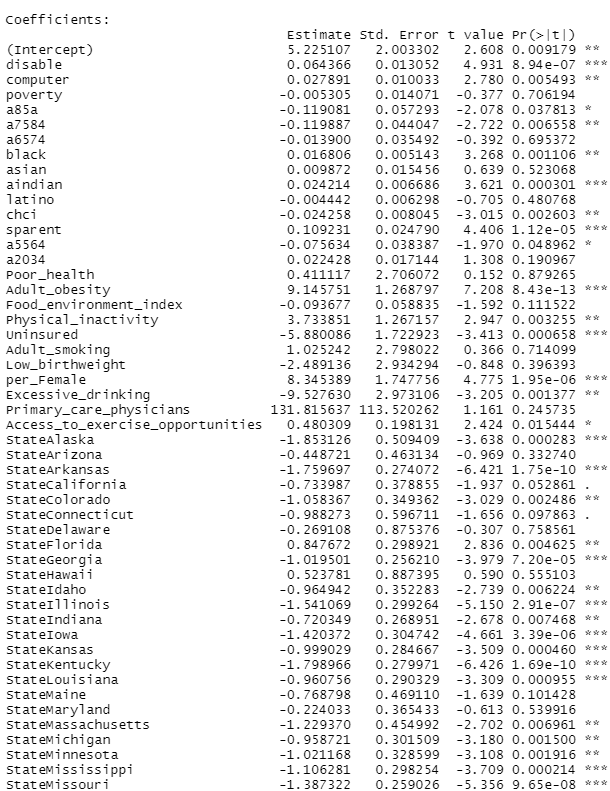 Coefficients:
Estimate Std. Error t value Pr(>|t|)
(Intercept) 5.225107 2.003302 2.608 0.009179 **
disable 0.064366 0.013052 4.931 8.94e-07 ***
computer 0.027891 0.010033 2.780 0.005493 **
poverty -0.005305 0.014071 -0.377 0.706194
a85a -0.119081 0.057293 -2.078 0.037813 *
a7584 -0.119887 0.044047 -2.722 0.006558 **
a6574 -0.013900 0.035492 -0.392 0.695372
black 0.016806 0.005143 3.268 0.001106 **
asian 0.009872 0.015456 0.639 0.523068
aindian 0.024214 0.006686 3.621 0.000301 ***
latino -0.004442 0.006298 -0.705 0.480768
chci -0.024258 0.008045 -3.015 0.002603 **
sparent 0.109231 0.024790 4.406 1.12e-05 ***
a5564 -0.075634 0.038387 -1.970 0.048962 *
a2034 0.022428 0.017144 1.308 0.190967
Poor_health 0.411117 2.706072 0.152 0.879265
Adult_obesity 9.145751 1.268797 7.208 8.43e-13 ***
Food_environment_index -0.093677 0.058835 -1.592 0.111522
Physical_inactivity 3.733851 1.267157 2.947 0.003255 **
Uninsured -5.880086 1.722923 -3.413 0.000658 ***
Adult_smoking 1.025242 2.798022 0.366 0.714099
Low_birthweight -2.489136 2.934294 -0.848 0.396393
per_Female 8.345389 1.747756 4.775 1.95e-06 ***
Excessive_drinking -9.527630 2.973106 -3.205 0.001377 **
Primary_care_physicians 131.815637 113.520262 1.161 0.245735
Access_to_exercise_opportunities 0.480309 0.198131 2.424 0.015444 *
StateAlaska -1.853126 0.509409 -3.638 0.000283 ***
StateArizona -0.448721 0.463134 -0.969 0.332740
StateArkansas -1.759697 0.274072 -6.421 1.75e-10 ***
StateCalifornia -0.733987 0.378855 -1.937 0.052861 .
StateColorado -1.058367 0.349362 -3.029 0.002486 **
StateConnecticut -0.988273 0.596711 -1.656 0.097863 .
StateDelaware -0.269108 0.875376 -0.307 0.758561
StateFlorida 0.847672 0.298921 2.836 0.004625 **
StateGeorgia -1.019501 0.256210 -3.979 7.20e-05 ***
StateHawaii 0.523781 0.887395 0.590 0.555103
StateIdaho -0.964942 0.352283 -2.739 0.006224 **
StateIllinois -1.541069 0.299264 -5.150 2.91e-07 ***
StateIndiana -0.720349 0.268951 -2.678 0.007468 **
StateIowa -1.420372 0.304742 -4.661 3.39e-06 ***
StateKansas -0.999029 0.284667 -3.509 0.000460 ***
StateKentucky -1.798966 0.279971 -6.426 1.69e-10 ***
StateLouisiana -0.960756 0.290329 -3.309 0.000955 ***
StateMaine -0.768798 0.469110 -1.639 0.101428
StateMaryland -0.224033 0.365433 -0.613 0.539916
StateMassachusetts -1.229370 0.454992 -2.702 0.006961 **
StateMichigan -0.958721 0.301509 -3.180 0.001500 **
StateMinnesota -1.021168 0.328599 -3.108 0.001916 **
StateMississippi -1.106281 0.298254 -3.709 0.000214 ***
StateMissouri -1.387322 0.259026 -5.356 9.65e-08 ***